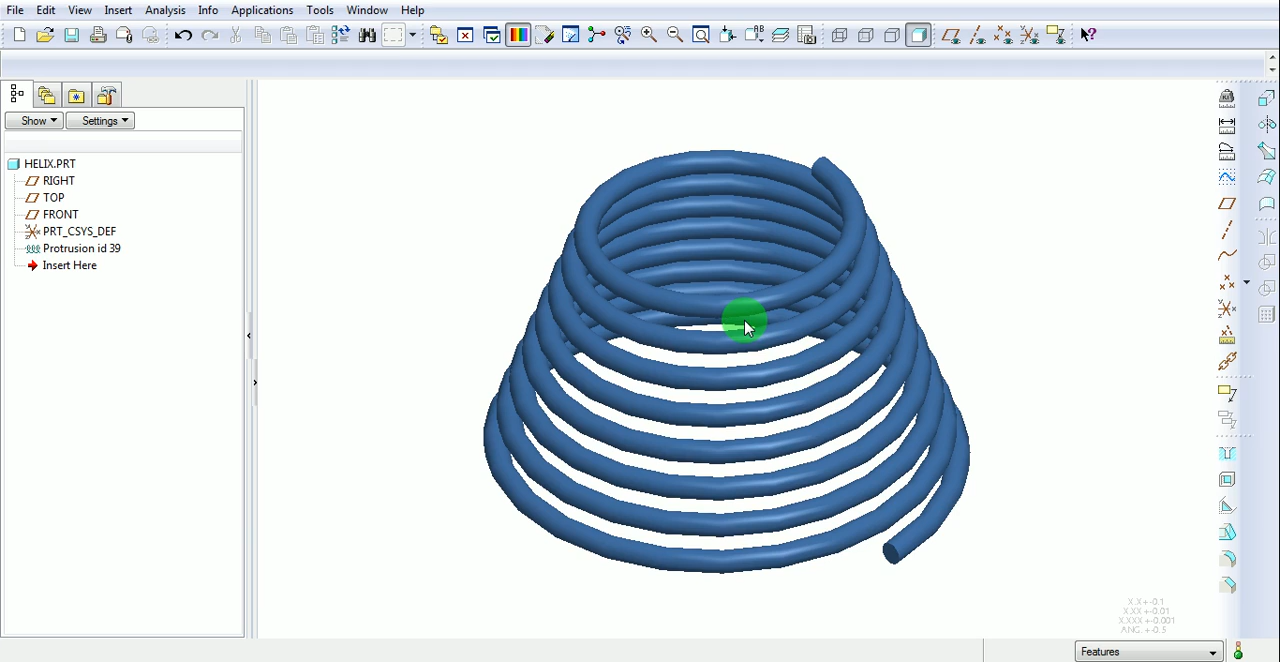 File Edit View Insert Analysis Info Applications Tools Window Help
Show Settings
HELIX.PRT
RIGHT
TOP
FRONT
PRT_CSYS_DEF
Protrusion id 39
Insert Here
X.X+-0.1
X.XX+-0.01
X.XXX+-0.001
ANG.+-0.5
Features